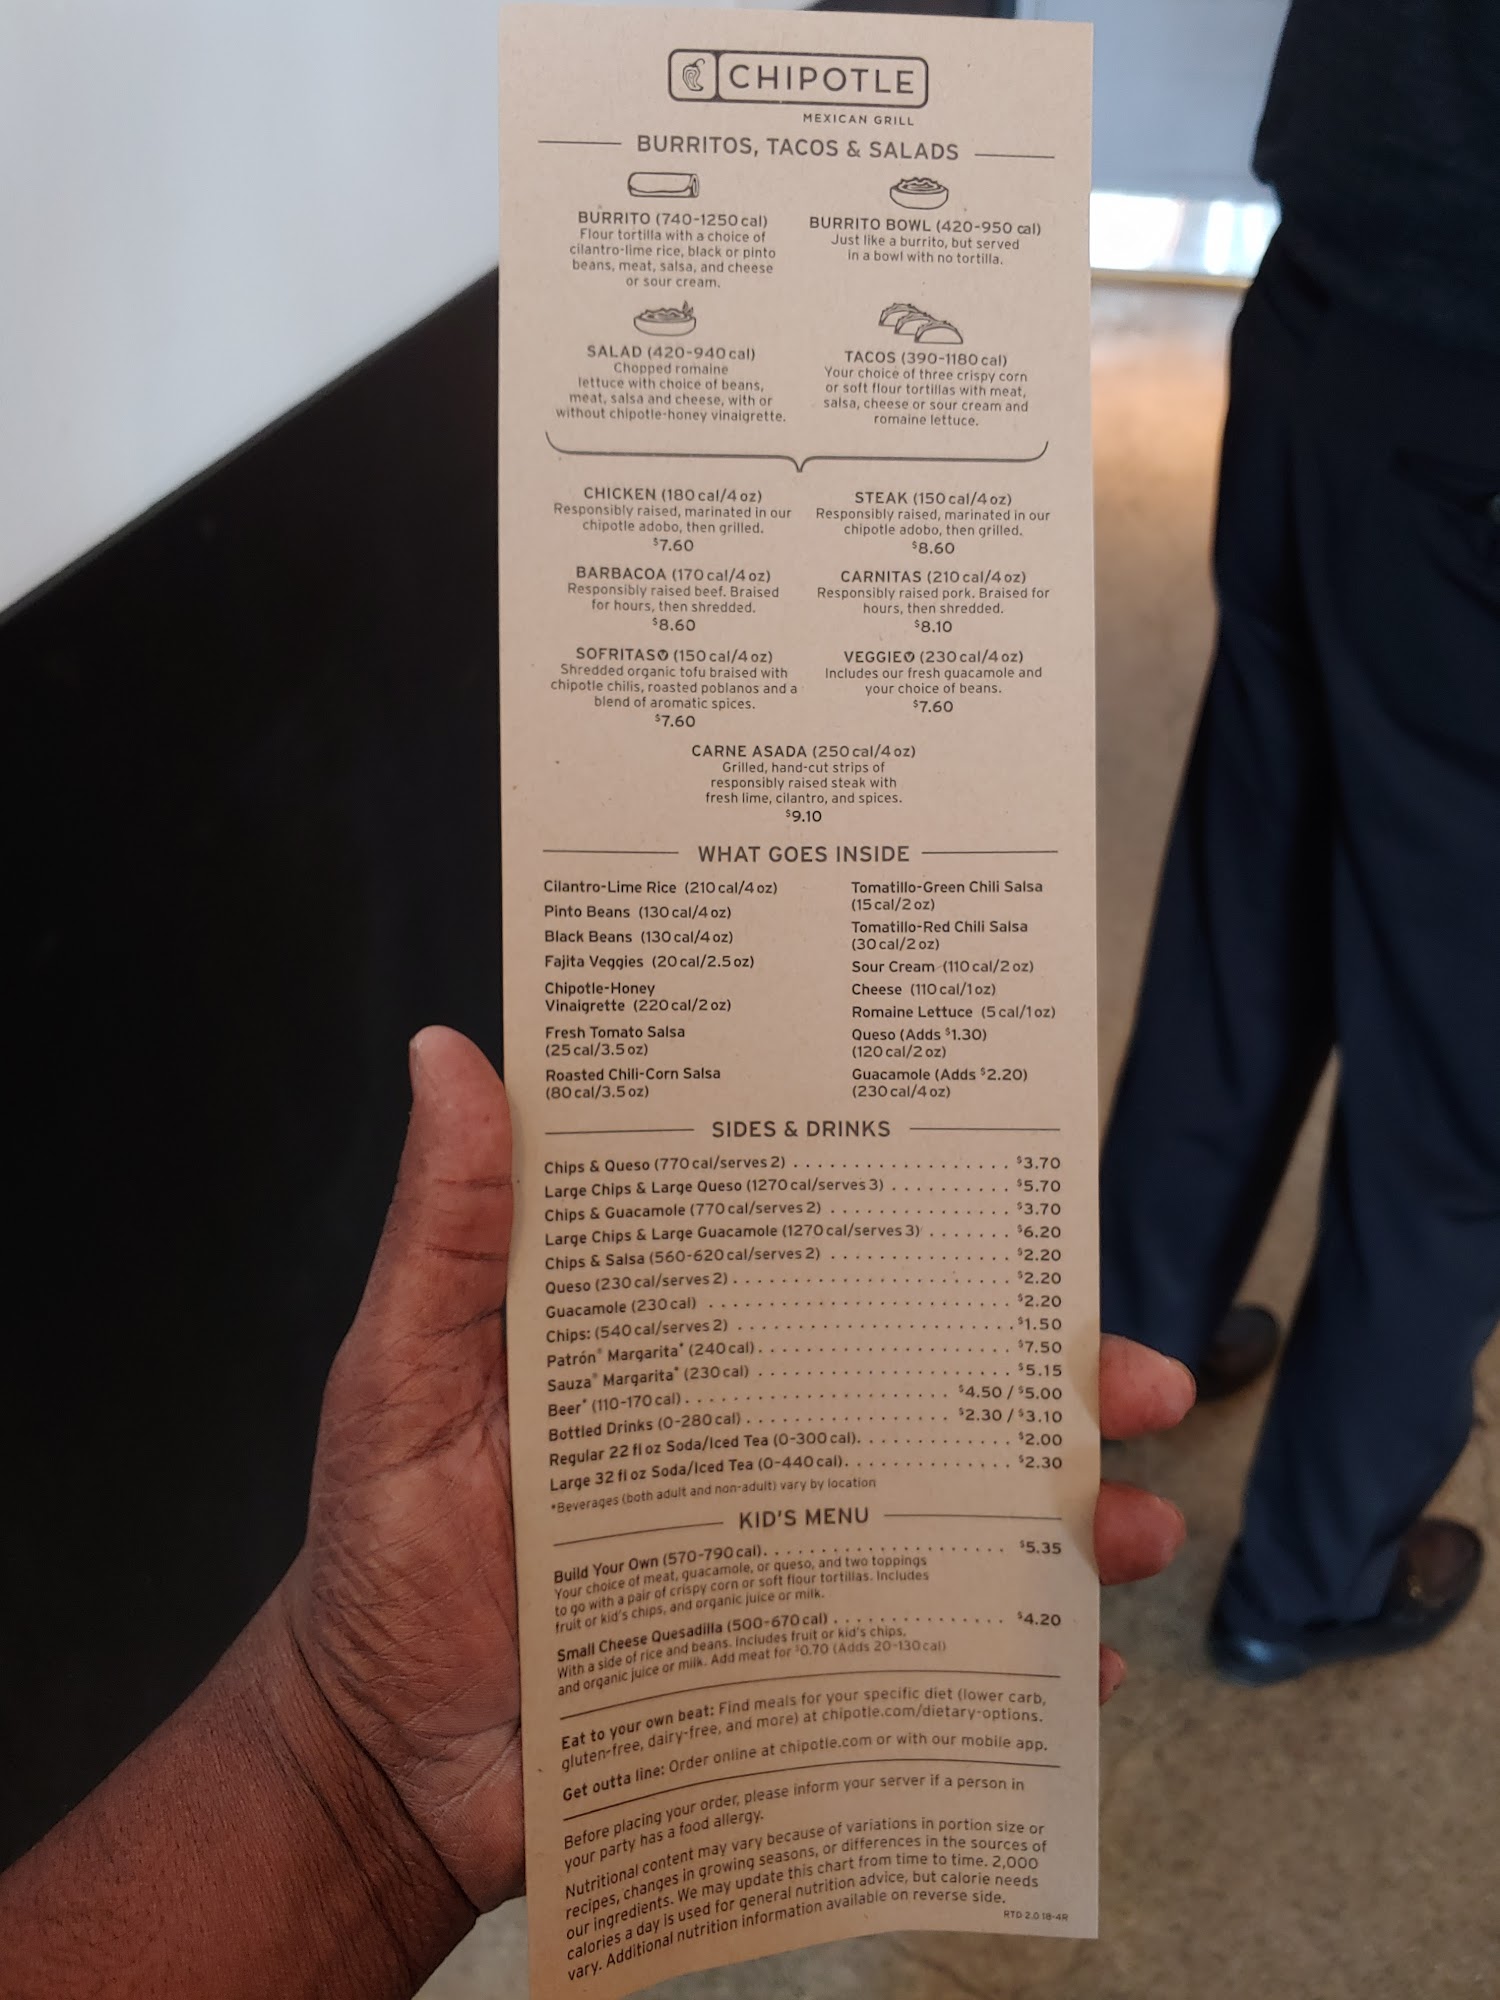 CHIPOTLE
MEXICAN GRILL
BURRITOS, TACOS & SALADS
BURRITO (740-1250 cal)
Flour tortilla with a choice of
cilantro-lime rice, black or pinto
beans, meat, salsa, and cheese
or sour cream.
BURRITO BOWL (420-950 cal)
Just like a burrito, but served
in a bowl with no tortilla.
SALAD (420-940 cal)
Chopped romaine
lettuce with choice of beans,
meat, salsa and cheese, with or
without chipotle-honey vinaigrette.
TACOS (390-1180 cal)
Your choice of three crispy corn
or soft flour tortillas with meat,
salsa, cheese or sour cream and
romaine lettuce.
CHICKEN (180 cal/4 oz)
Responsibly raised, marinated in our
chipotle adobo, then grilled.
$7.60
STEAK (150 cal/4 oz)
Responsibly raised, marinated in our
chipotle adobo, then grilled.
$8.60
BARBACOA (170 cal/4 oz)
Responsibly raised beef. Braised
for hours, then shredded.
$8.60
CARNITAS (210 cal/4 oz)
Responsibly raised pork. Braised for
hours, then shredded.
$8.10
SOFRITAS (150 cal/4 oz)
Shredded organic tofu braised with
chipotle chilis, roasted poblanos and a
blend of aromatic spices.
$7.60
VEGGIE (230 cal/4 oz)
Includes our fresh guacamole and
your choice of beans.
$7.60
CARNE ASADA (250 cal/4 oz)
Grilled, hand-cut strips of
responsibly raised steak with
fresh lime, cilantro, and spices.
$9.10
WHAT GOES INSIDE
Cilantro-Lime Rice (210 cal/4 oz)
Pinto Beans (130 cal/4 oz)
Black Beans (130 cal/4 oz)
Fajita Veggies (20 cal/2.5 oz)
Chipotle-Honey
Vinaigrette (220 cal/2 oz)
Fresh Tomato Salsa
(25 cal/3.5 oz)
Roasted Chili-Corn Salsa
(80 cal/3.5 oz)
Tomatillo-Green Chili Salsa
(15 cal/2 oz)
Tomatillo-Red Chili Salsa
(30 cal/2 oz)
Sour Cream (110 cal/2 oz)
Cheese (110 cal/1 oz)
Romaine Lettuce (5 cal/1 oz)
Queso (Adds $1.30)
(120 cal/2 oz)
Guacamole (Adds $2.20)
(230 cal/4 oz)
SIDES & DRINKS
Chips & Queso (770 cal/serves 2) . . . . . . . . . . . . . . . . . . $3.70
Large Chips & Large Queso (1270 cal/serves 3) . . . . . . . . . . $5.70
Chips & Guacamole (770 cal/serves 2) . . . . . . . . . . . . . . . $3.70
Large Chips & Large Guacamole (1270 cal/serves 3) . . . . . . . $6.20
Chips & Salsa (560-620 cal/serves 2) . . . . . . . . . . . . . . . $2.20
Queso (230 cal/serves 2) . . . . . . . . . . . . . . . . . . . . . . $2.20
Guacamole (230 cal) . . . . . . . . . . . . . . . . . . . . . . . . $2.20
Chips: (540 cal/serves 2) . . . . . . . . . . . . . . . . . . . . . . $1.50
Patrón® Margarita* (240 cal) . . . . . . . . . . . . . . . . . . . . $7.50
Sauza® Margarita* (230 cal) . . . . . . . . . . . . . . . . . . . . $5.15
Beer* (110-170 cal) . . . . . . . . . . . . . . . . . . . . $4.50 / $5.00
Bottled Drinks (0-280 cal) . . . . . . . . . . . . . . . . $2.30 / $3.10
Regular 22 fl oz Soda/Iced Tea (0-300 cal). . . . . . . . . . . . . $2.00
Large 32 fl oz Soda/Iced Tea (0-440 cal). . . . . . . . . . . . . . $2.30
*Beverages (both adult and non-adult) vary by location
KID'S MENU
Build Your Own (570-790 cal). . . . . . . . . . . . . . . . . . . . $5.35
Your choice of meat, guacamole, or queso, and two toppings
to go with a pair of crispy corn or soft flour tortillas. Includes
fruit or kid's chips, and organic juice or milk.
Small Cheese Quesadilla (500-670 cal) . . . . . . . . . . . . . . . $4.20
With a side of rice and beans. Includes fruit or kid's chips,
and organic juice or milk. Add meat for $0.70 (Adds 20-130 cal)
Eat to your own beat: Find meals for your specific diet (lower carb,
gluten-free, dairy-free, and more) at chipotle.com/dietary-options.
Get outta line: Order online at chipotle.com or with our mobile app.
Before placing your order, please inform your server if a person in
your party has a food allergy.
Nutritional content may vary because of variations in portion size or
recipes, changes in growing seasons, or differences in the sources of
our ingredients. We may update this chart from time to time. 2,000
calories a day is used for general nutrition advice, but calorie needs
vary. Additional nutrition information available on reverse side.
RTD 2.0 18-4R